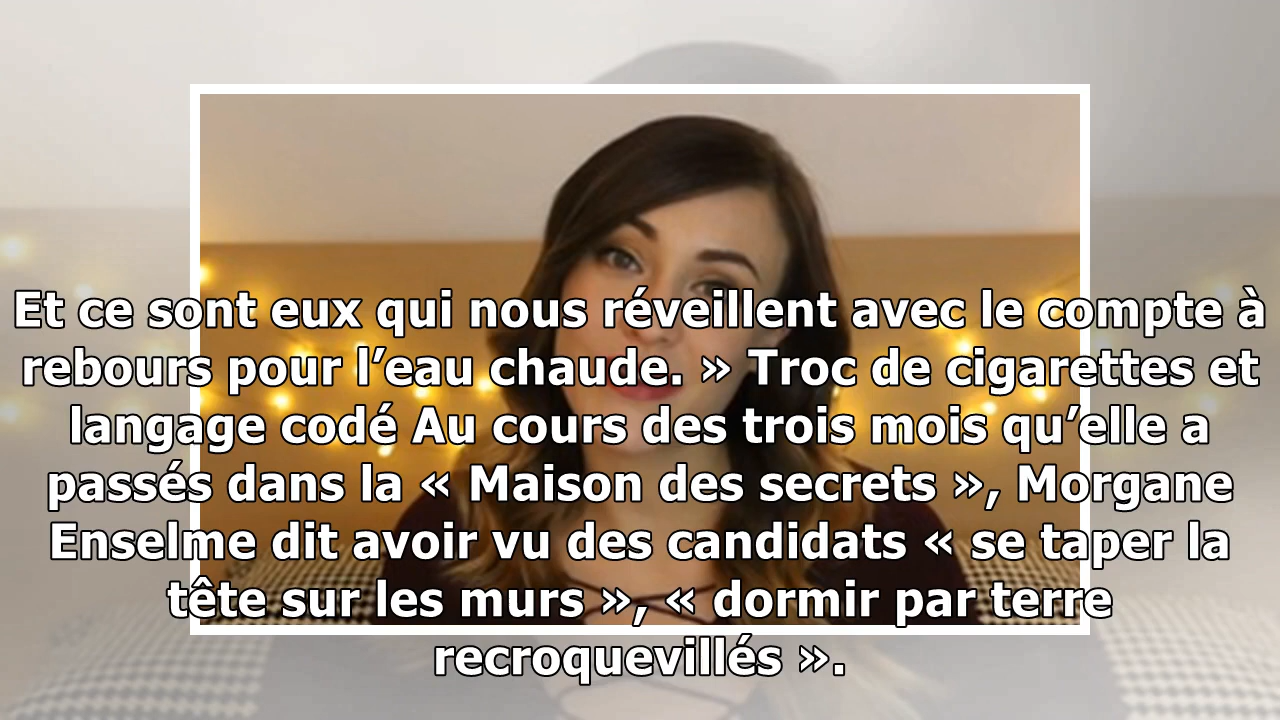 Et ce sont eux qui nous réveillent avec le compte à
rebours pour l’eau chaude. » Troc de cigarettes et
langage codé Au cours des trois mois qu’elle a
passés dans la « Maison des secrets », Morgane
Enselme dit avoir vu des candidats « se taper la
tête sur les murs », « dormir par terre
recroquevillés ».